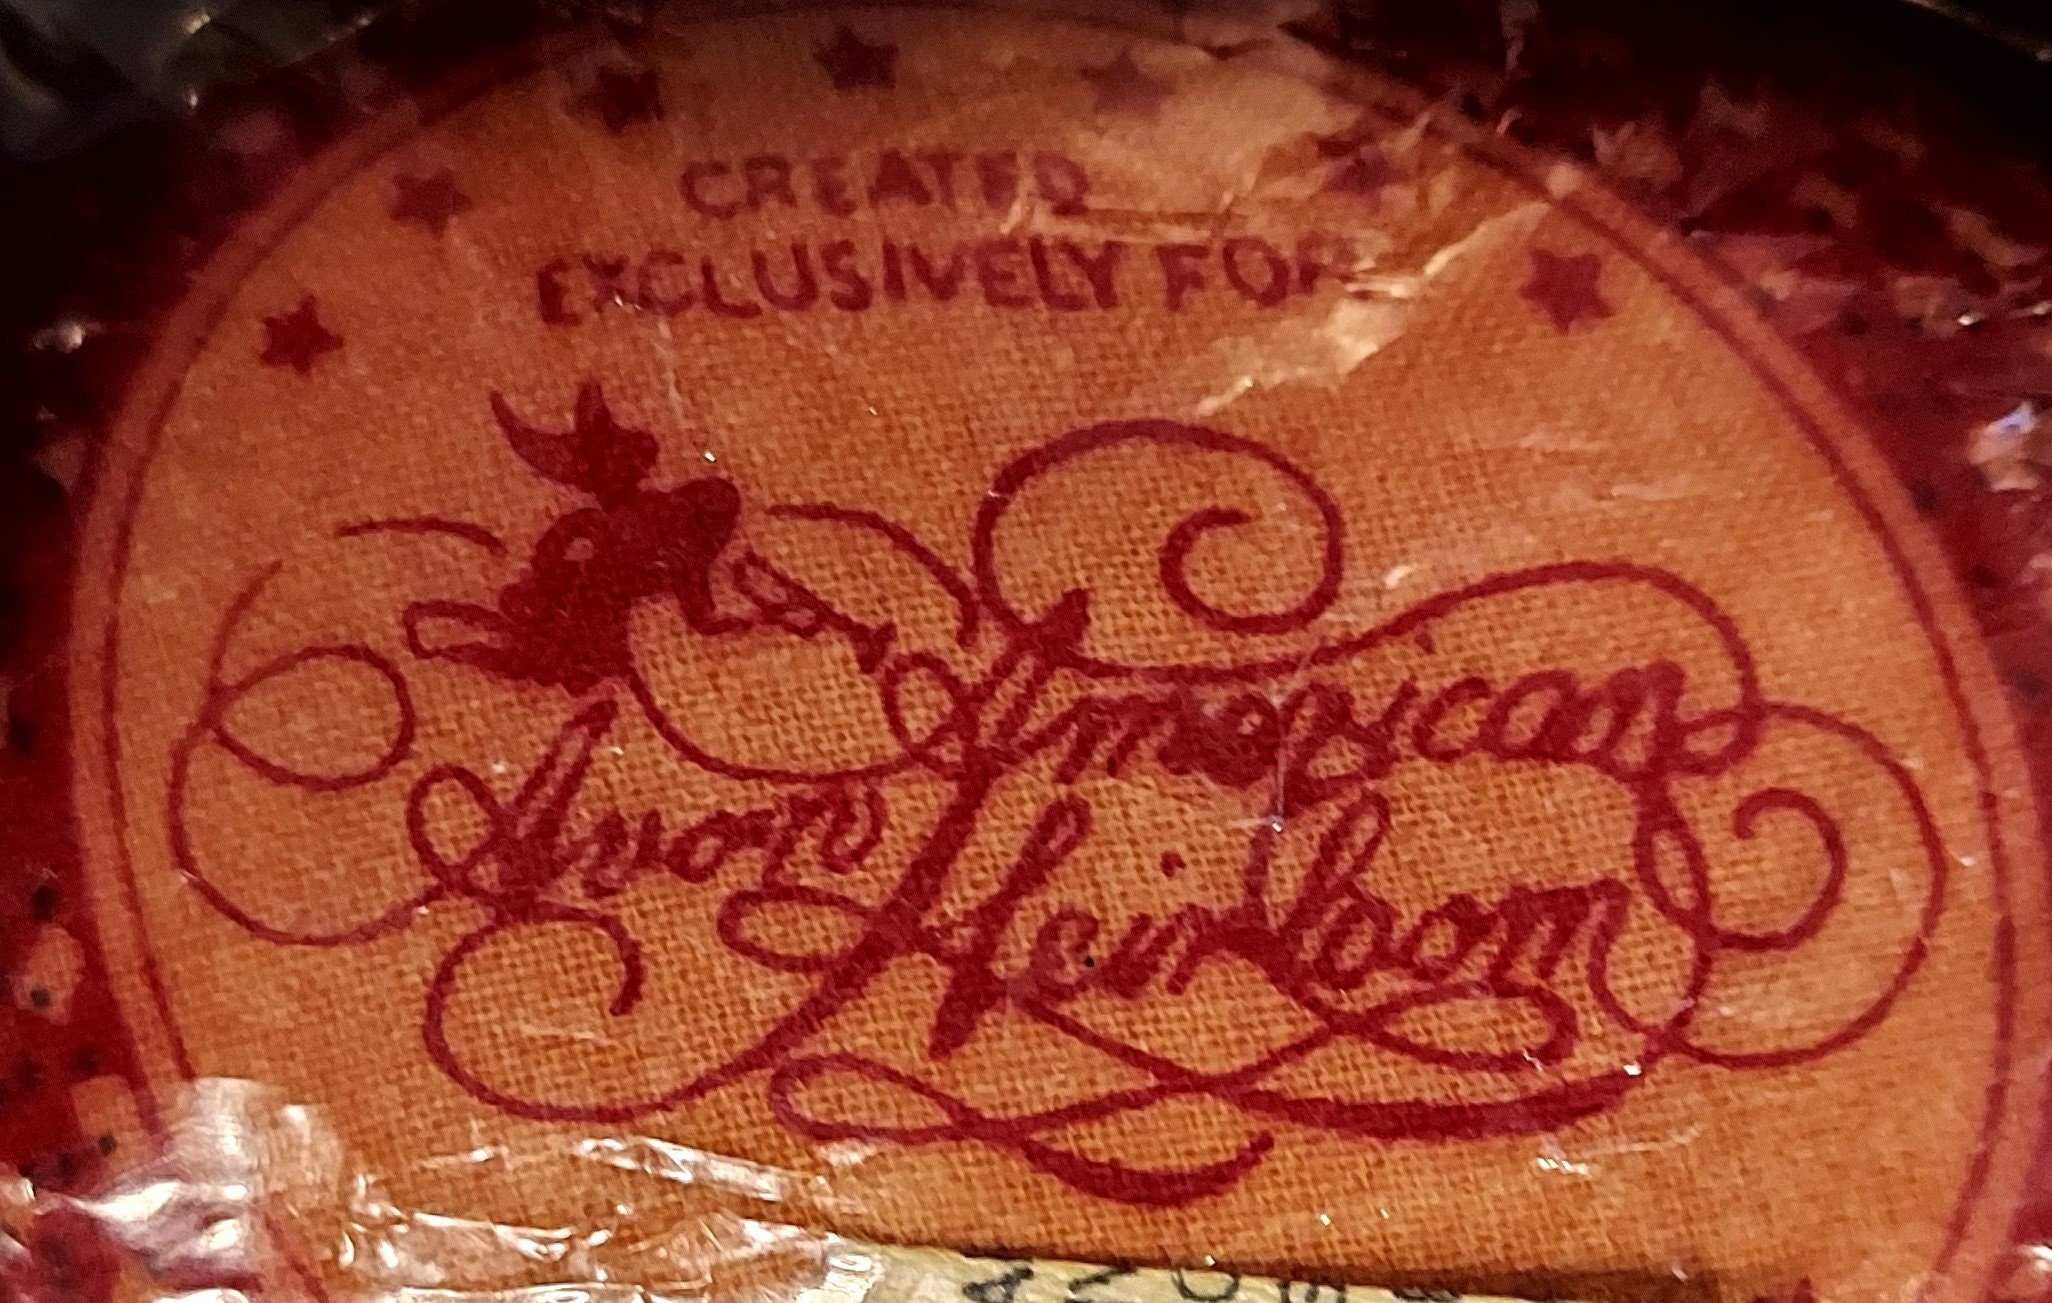 CREATED
EXCLUSIVELY FOR
Avon American
Heirloom